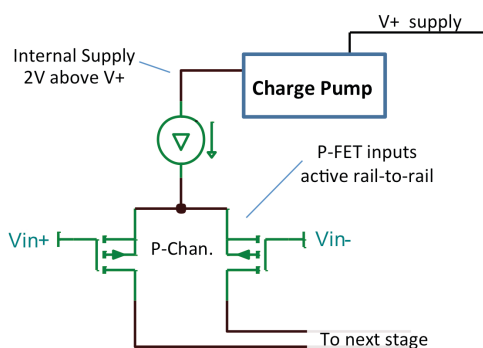 V+ supply
Internal Supply
2V above V+
Charge Pump
P-FET inputs
active rail-to-rail
Vin+
P-Chan.
Vin-
To next stage